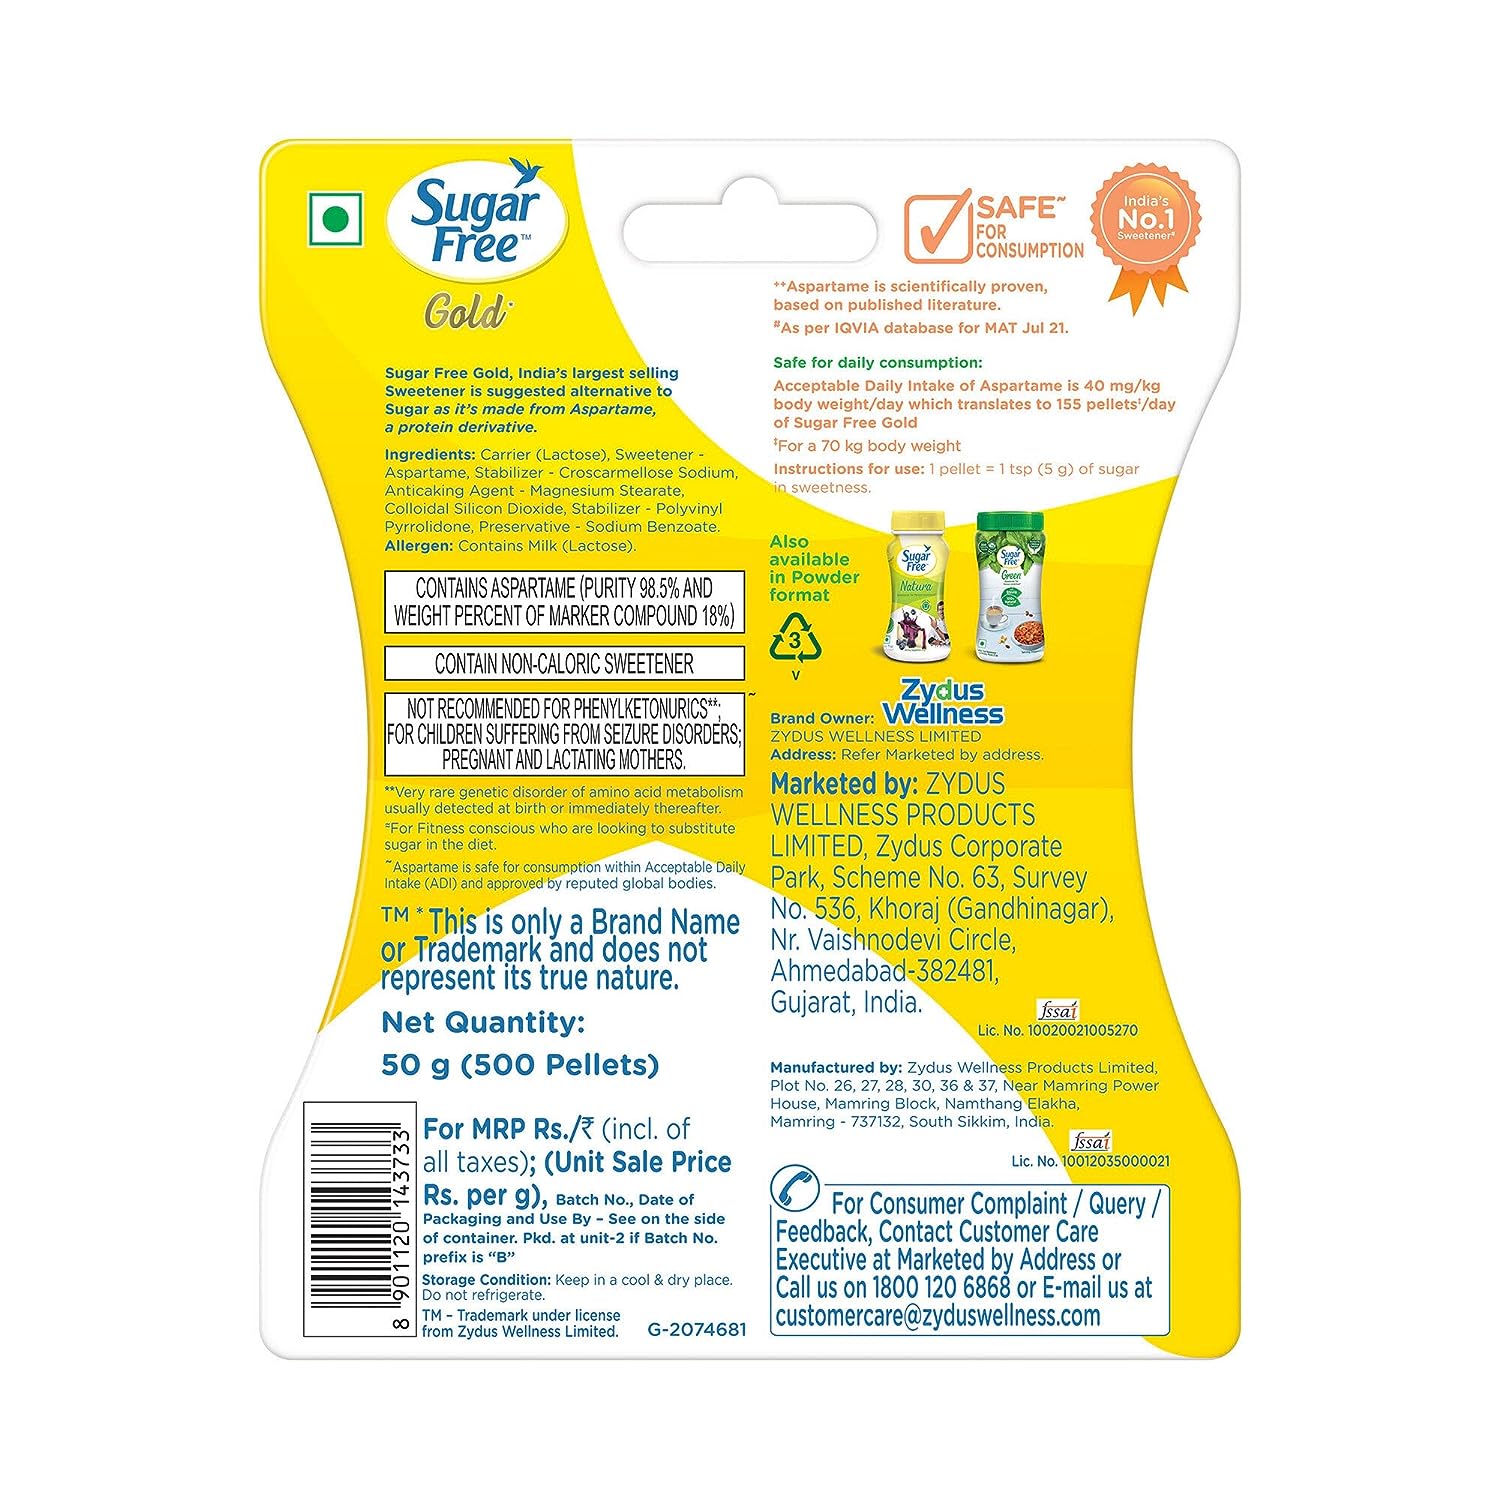 Sugar
Free™
Gold*
Sugar Free Gold, India's largest selling
Sweetener is suggested alternative to
Sugar as it's made from Aspartame,
a protein derivative.
Ingredients: Carrier (Lactose), Sweetener -
Aspartame, Stabilizer - Croscarmellose Sodium,
Anticaking Agent - Magnesium Stearate,
Colloidal Silicon Dioxide, Stabilizer - Polyvinyl
Pyrrolidone, Preservative - Sodium Benzoate.
Allergen: Contains Milk (Lactose).
CONTAINS ASPARTAME (PURITY 98.5% AND
WEIGHT PERCENT OF MARKER COMPOUND 18%)
CONTAIN NON-CALORIC SWEETENER
NOT RECOMMENDED FOR PHENYLKETONURICS**; ~
FOR CHILDREN SUFFERING FROM SEIZURE DISORDERS;
PREGNANT AND LACTATING MOTHERS.
**Very rare genetic disorder of amino acid metabolism
usually detected at birth or immediately thereafter.
≈For Fitness conscious who are looking to substitute
sugar in the diet.
~Aspartame is safe for consumption within Acceptable Daily
Intake (ADI) and approved by reputed global bodies.
TM * This is only a Brand Name
or Trademark and does not
represent its true nature.
Net Quantity:
50 g (500 Pellets)
8 901120 143733
For MRP Rs./₹ (incl. of
all taxes); (Unit Sale Price
Rs. per g), Batch No., Date of
Packaging and Use By – See on the side
of container. Pkd. at unit-2 if Batch No.
prefix is "B"
Storage Condition: Keep in a cool & dry place.
Do not refrigerate.
TM – Trademark under license
from Zydus Wellness Limited.
G-2074681
SAFE~
FOR
CONSUMPTION
India's
No.1
Sweetener#
++Aspartame is scientifically proven,
based on published literature.
#As per IQVIA database for MAT Jul 21.
Safe for daily consumption:
Acceptable Daily Intake of Aspartame is 40 mg/kg
body weight/day which translates to 155 pellets‡/day
of Sugar Free Gold
‡For a 70 kg body weight
Instructions for use: 1 pellet = 1 tsp (5 g) of sugar
in sweetness.
Also
available
in Powder
format
3
V
Sugar
Free
Natura
Sugar
Free
Green
Zydus
Wellness
Brand Owner:
ZYDUS WELLNESS LIMITED
Address: Refer Marketed by address.
Marketed by: ZYDUS
WELLNESS PRODUCTS
LIMITED, Zydus Corporate
Park, Scheme No. 63, Survey
No. 536, Khoraj (Gandhinagar),
Nr. Vaishnodevi Circle,
Ahmedabad-382481,
Gujarat, India.
fssai
Lic. No. 10020021005270
Manufactured by: Zydus Wellness Products Limited,
Plot No. 26, 27, 28, 30, 36 & 37, Near Mamring Power
House, Mamring Block, Namthang Elakha,
Mamring - 737132, South Sikkim, India.
fssai
Lic. No. 10012035000021
For Consumer Complaint / Query /
Feedback, Contact Customer Care
Executive at Marketed by Address or
Call us on 1800 120 6868 or E-mail us at
customercare@zyduswellness.com